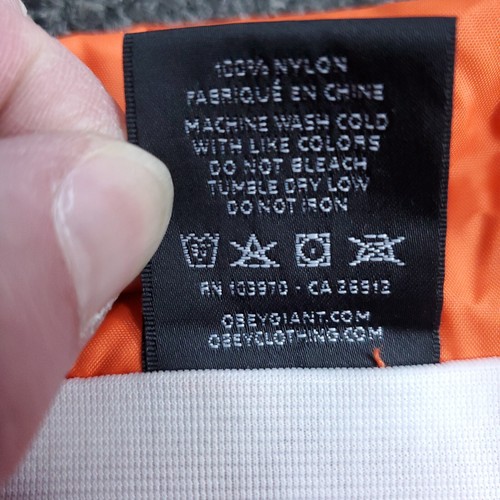 100% NYLON
FABRIQUÉ EN CHINE
MACHINE WASH COLD
WITH LIKE COLORS
DO NOT BLEACH
TUMBLE DRY LOW
DO NOT IRON
RN 103970 - CA 26912
OBEYGIANT.COM
OBEYCLOTHING.COM